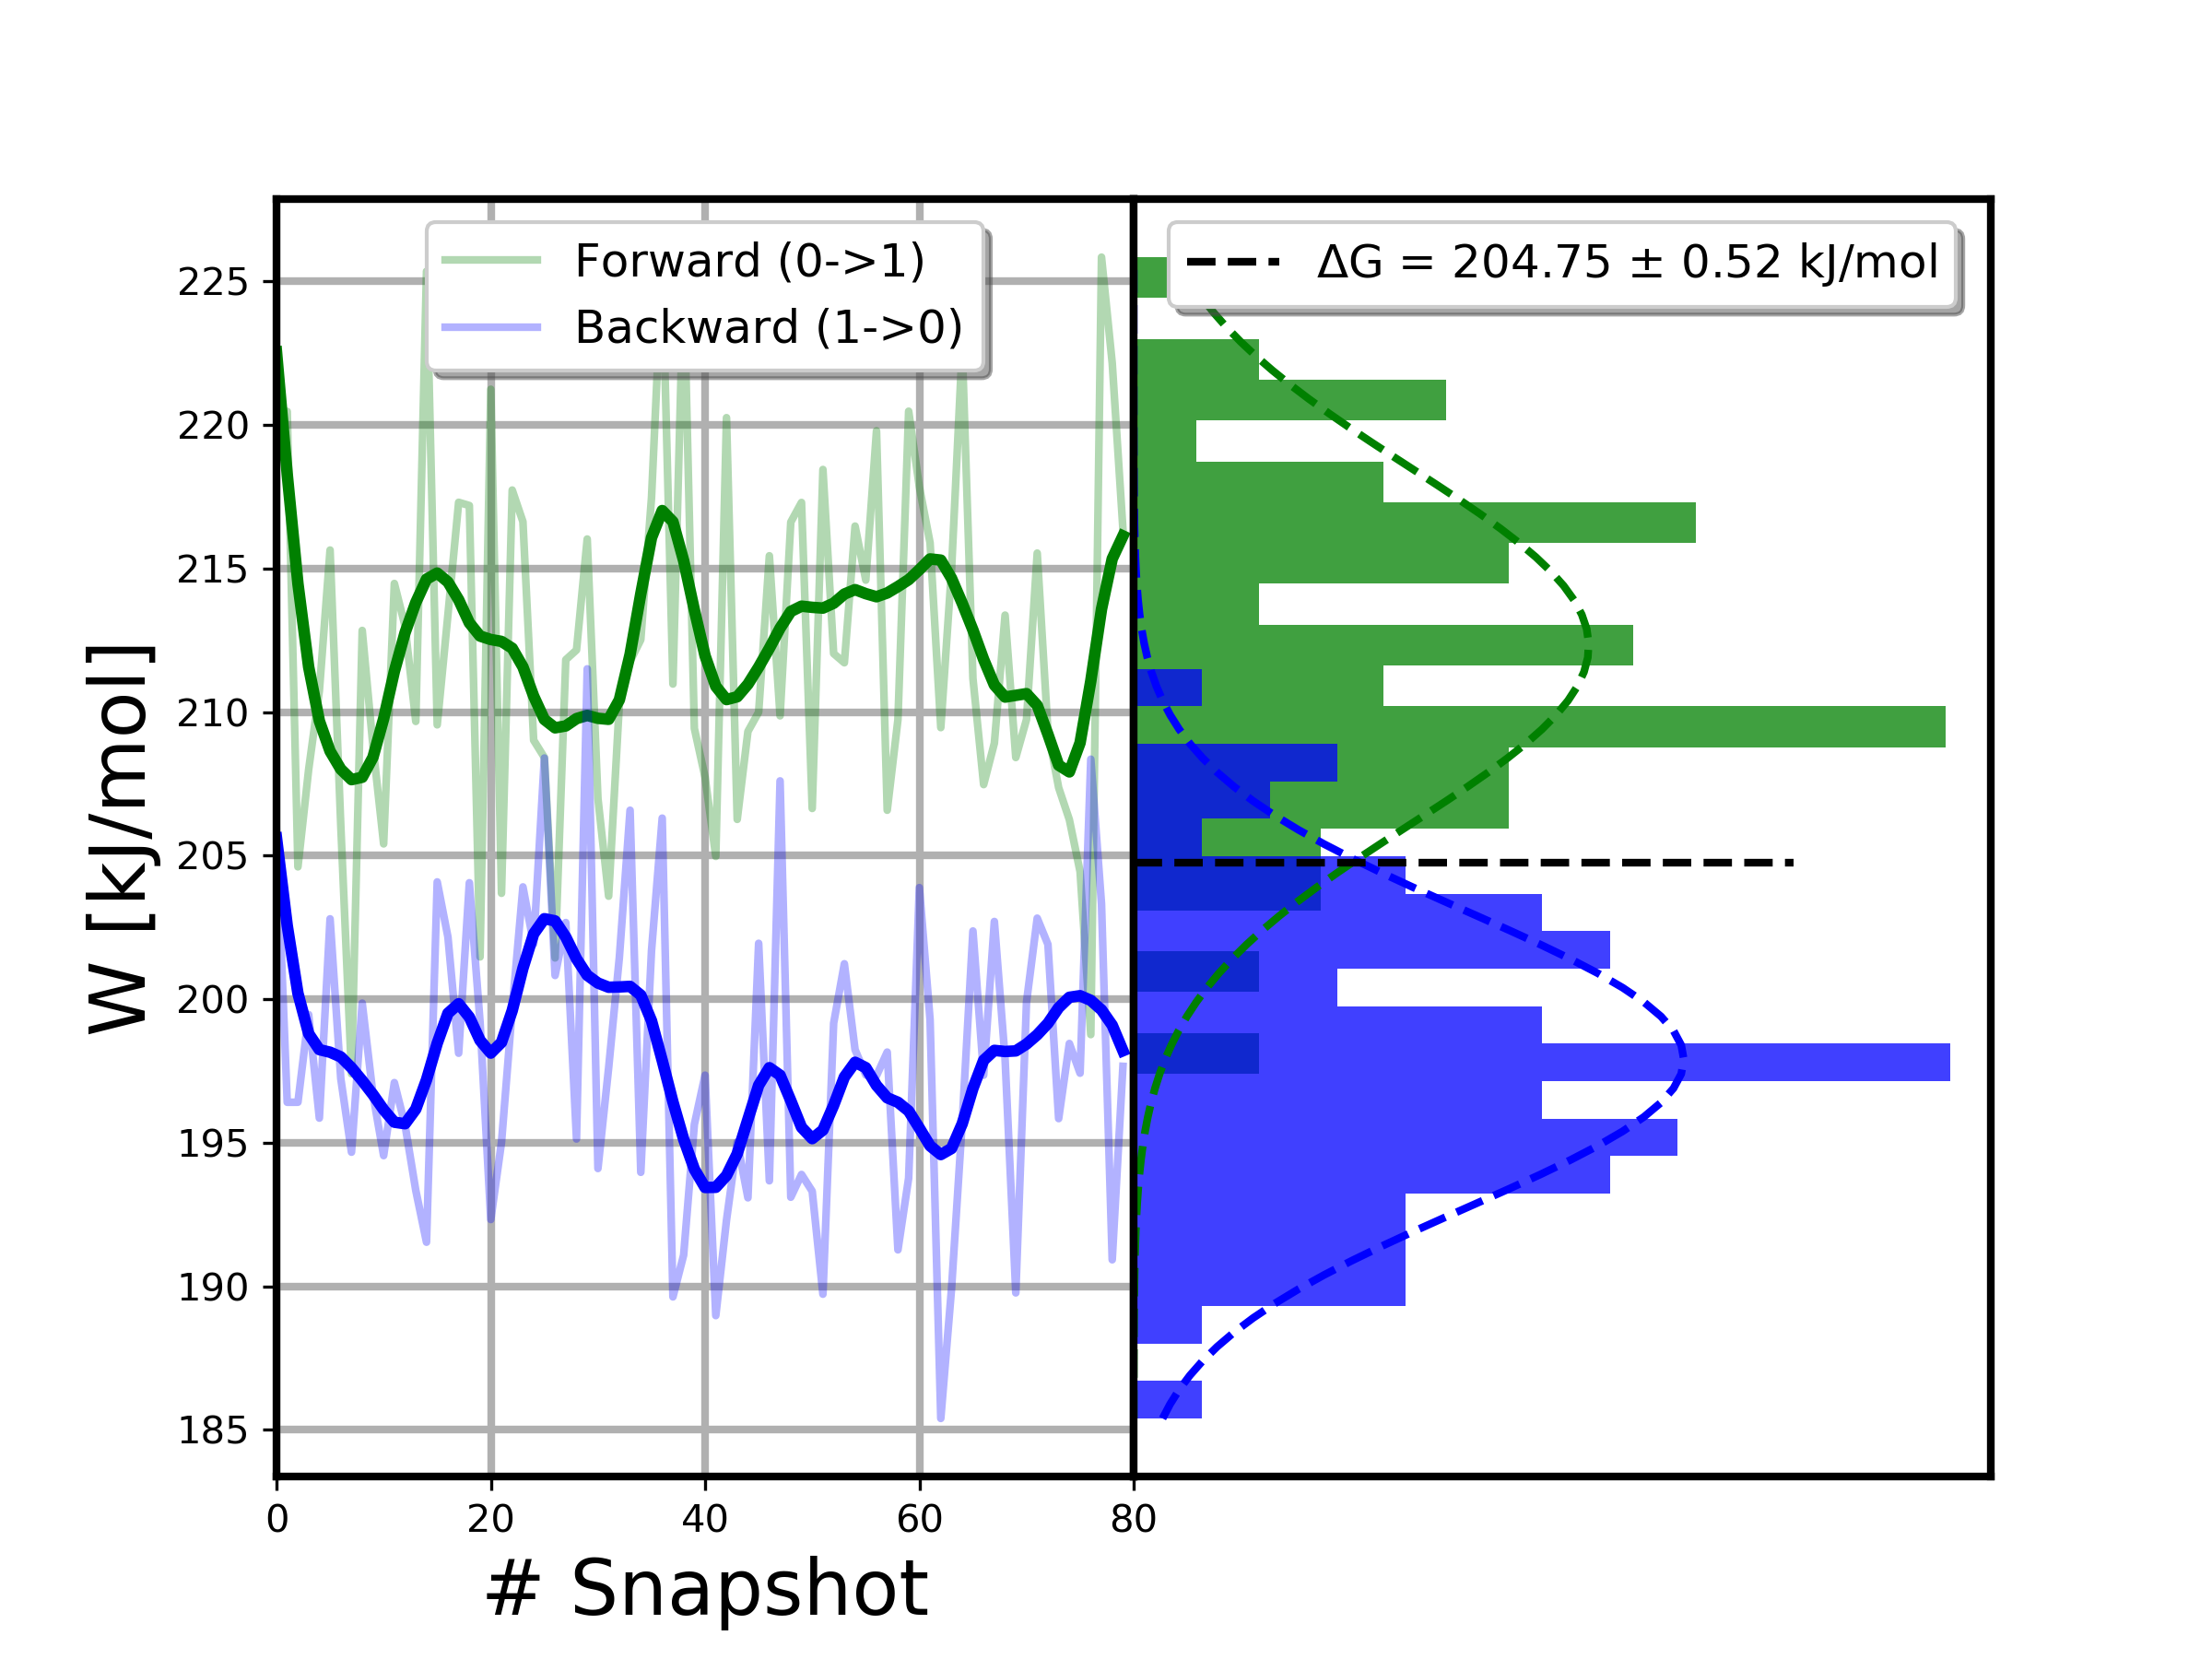 Forward (0->1)
Backward (1->0)
ΔG = 204.75 ± 0.52 kJ/mol
W [kJ/mol]
225
220
215
210
205
200
195
190
185
0 20 40 60 80
# Snapshot